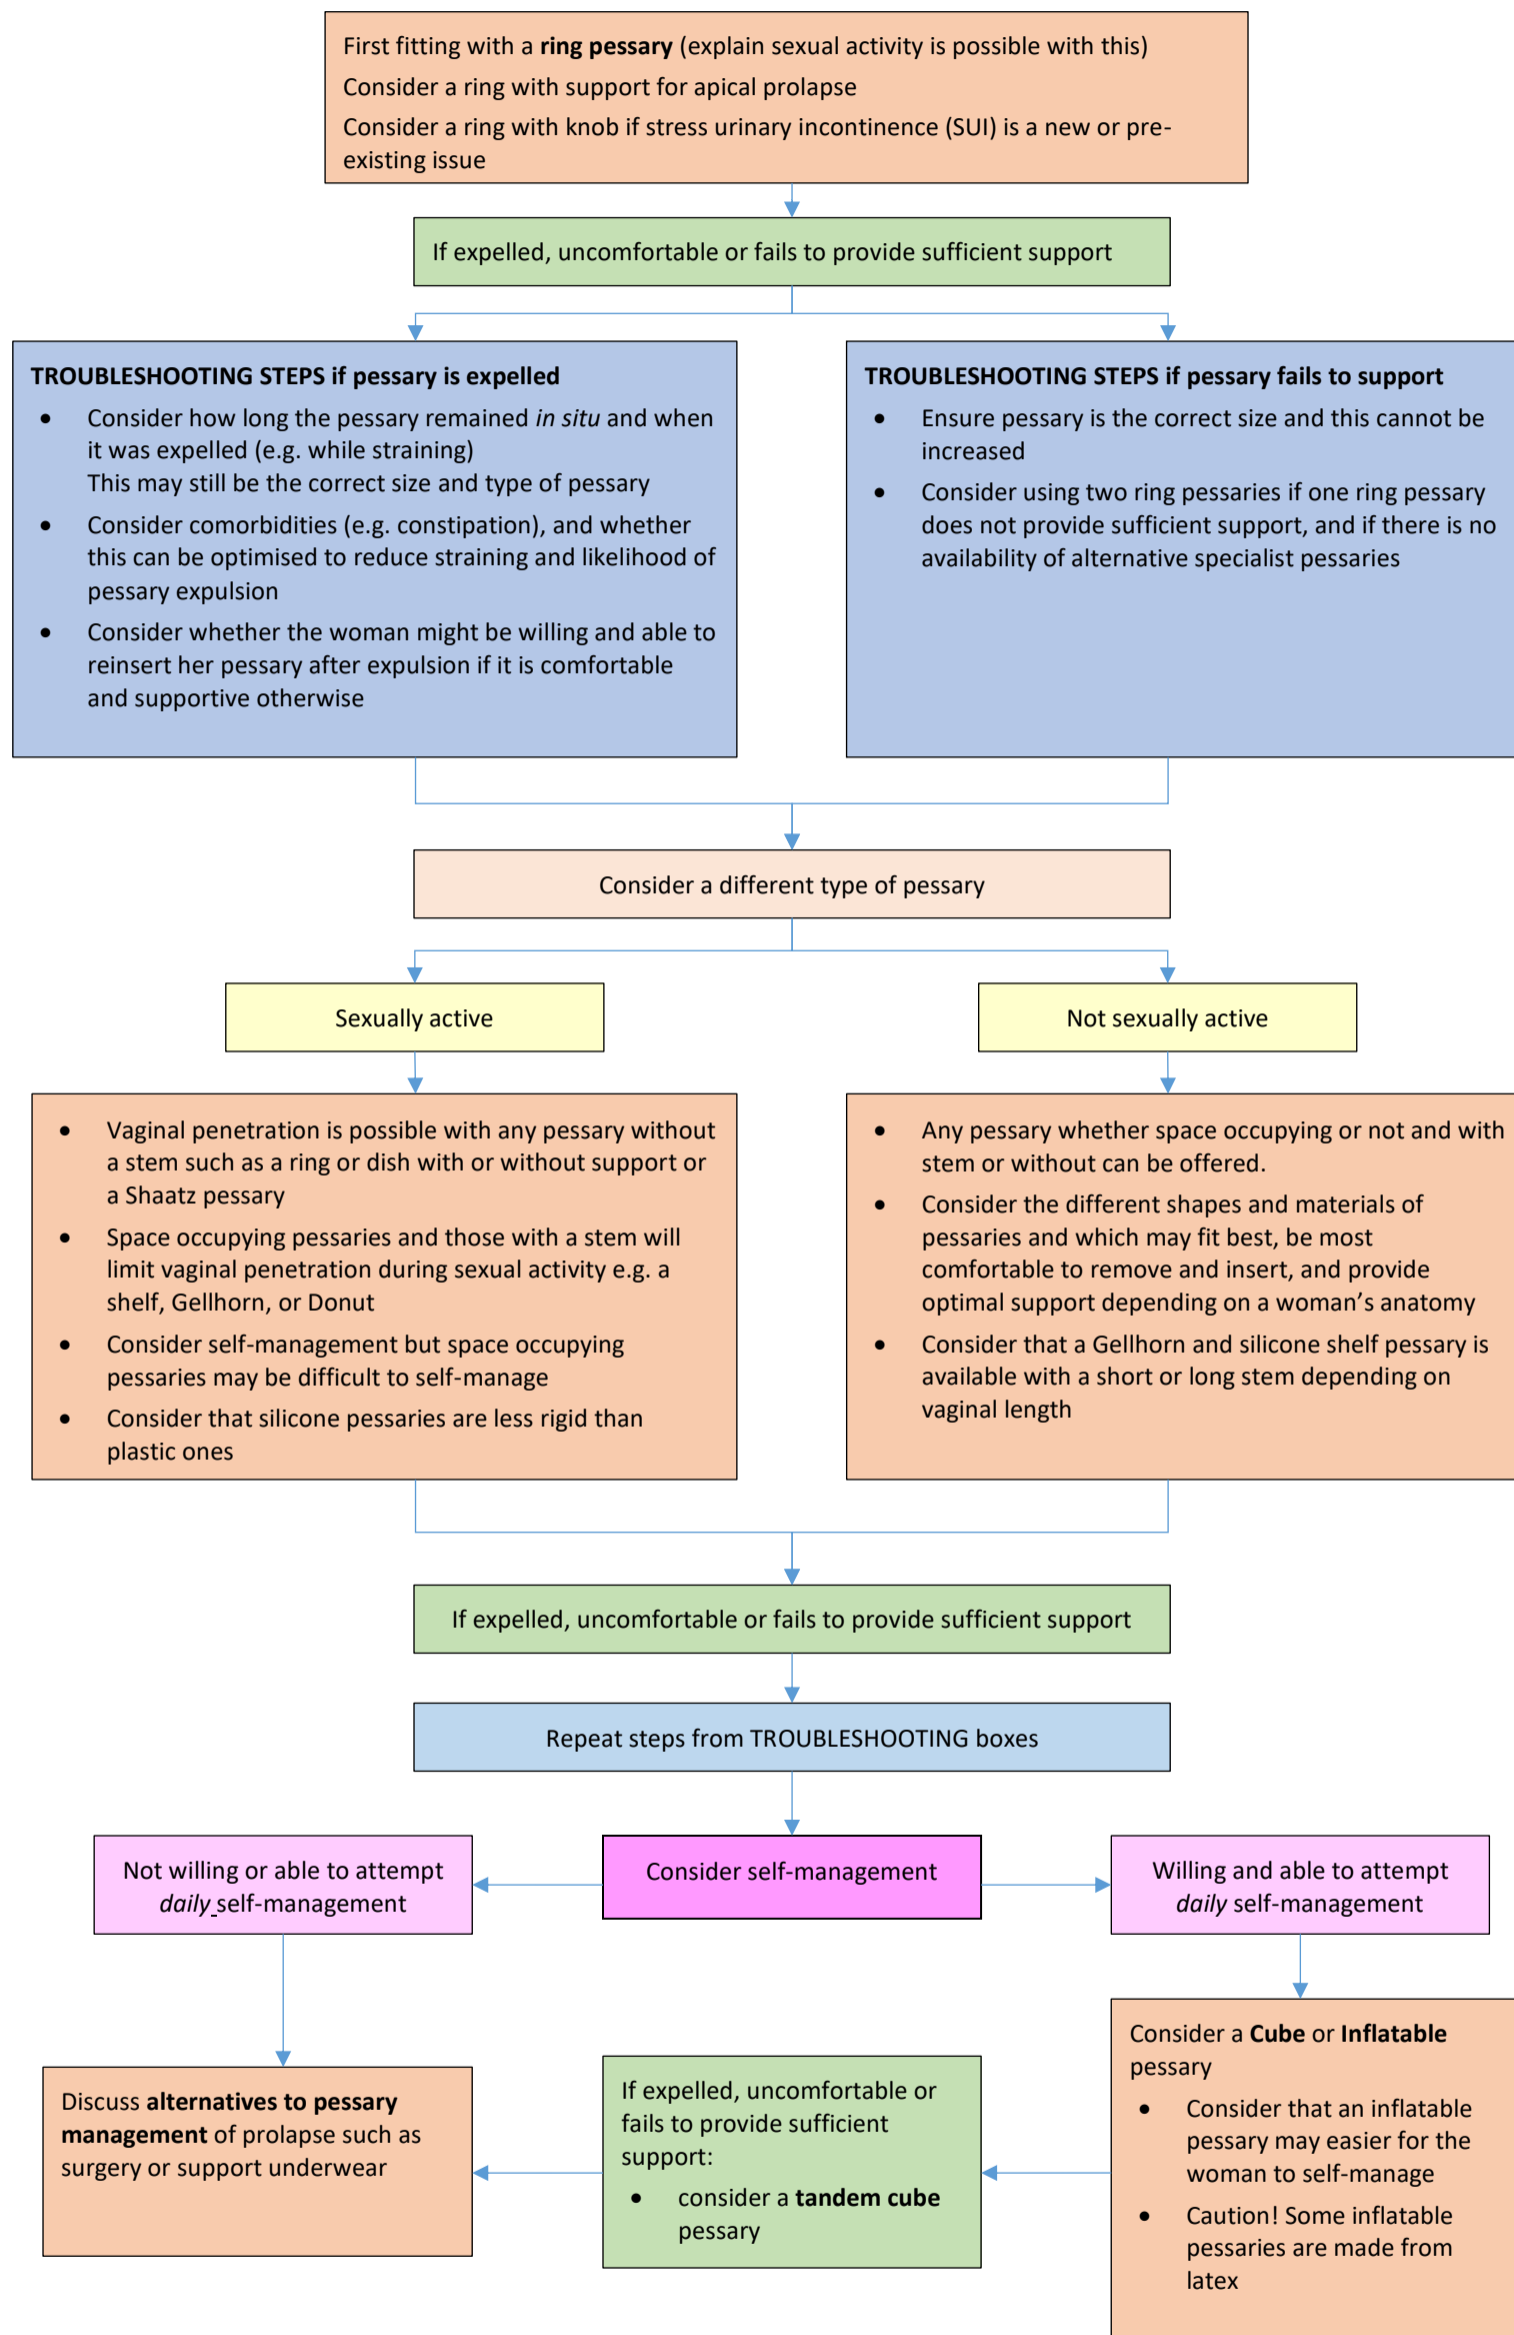 First fitting with a ring pessary (explain sexual activity is possible with this)
Consider a ring with support for apical prolapse
Consider a ring with knob if stress urinary incontinence (SUI) is a new or pre-
existing issue
If expelled, uncomfortable or fails to provide sufficient support
TROUBLESHOOTING STEPS if pessary is expelled
• Consider how long the pessary remained in situ and when
it was expelled (e.g. while straining)
This may still be the correct size and type of pessary
• Consider comorbidities (e.g. constipation), and whether
this can be optimised to reduce straining and likelihood of
pessary expulsion
• Consider whether the woman might be willing and able to
reinsert her pessary after expulsion if it is comfortable
and supportive otherwise
TROUBLESHOOTING STEPS if pessary fails to support
• Ensure pessary is the correct size and this cannot be
increased
• Consider using two ring pessaries if one ring pessary
does not provide sufficient support, and if there is no
availability of alternative specialist pessaries
Consider a different type of pessary
Sexually active
Not sexually active
• Vaginal penetration is possible with any pessary without
a stem such as a ring or dish with or without support or
a Shaatz pessary
• Space occupying pessaries and those with a stem will
limit vaginal penetration during sexual activity e.g. a
shelf, Gellhorn, or Donut
• Consider self-management but space occupying
pessaries may be difficult to self-manage
• Consider that silicone pessaries are less rigid than
plastic ones
• Any pessary whether space occupying or not and with
stem or without can be offered.
• Consider the different shapes and materials of
pessaries and which may fit best, be most
comfortable to remove and insert, and provide
optimal support depending on a woman's anatomy
• Consider that a Gellhorn and silicone shelf pessary is
available with a short or long stem depending on
vaginal length
If expelled, uncomfortable or fails to provide sufficient support
Repeat steps from TROUBLESHOOTING boxes
Not willing or able to attempt
daily self-management
Consider self-management
Willing and able to attempt
daily self-management
Discuss alternatives to pessary
management of prolapse such as
surgery or support underwear
If expelled, uncomfortable or
fails to provide sufficient
support:
• consider a tandem cube
pessary
Consider a Cube or Inflatable
pessary
• Consider that an inflatable
pessary may easier for the
woman to self-manage
• Caution! Some inflatable
pessaries are made from
latex